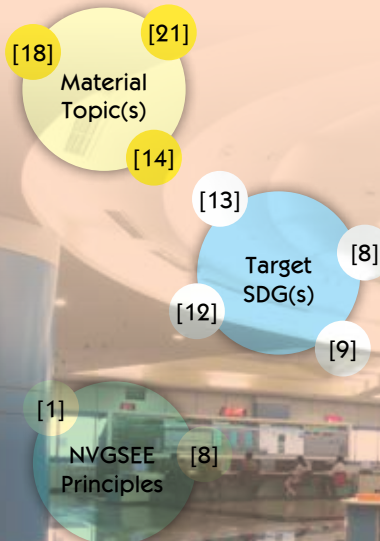 [21]
[18]
Material
Topic(s)
[14]
[13]
[8]
Target
SDG(s)
[12]
[9]
[1]
NVGSEE
[8]
Principles